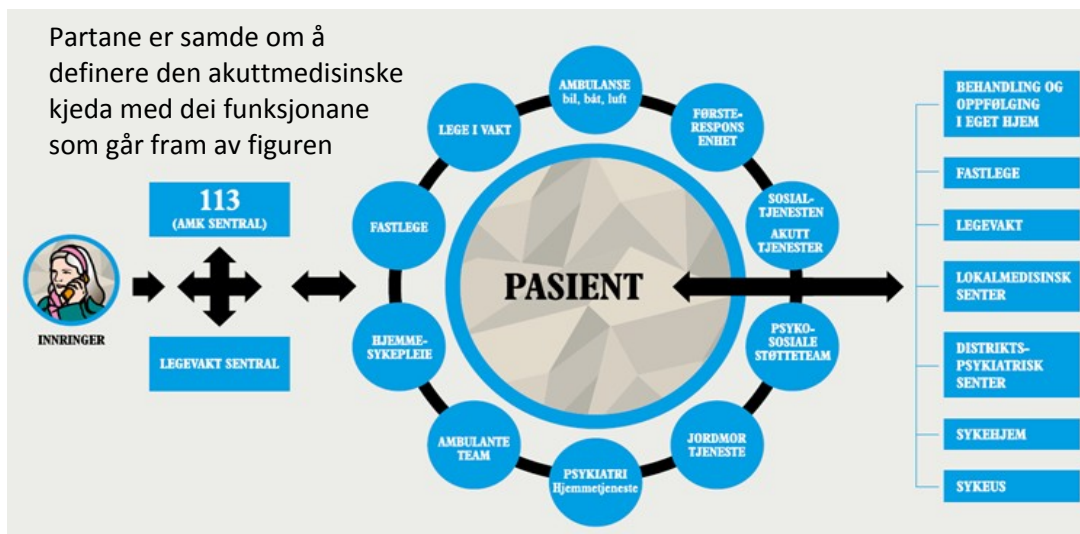 Partane er samde om å
definere den akuttmedisinske
kjeda med dei funksjonane
som går fram av figuren
INNRINGER
113
(AMK SENTRAL)
LEGEVAKT SENTRAL
AMBULANSE
bil, båt, luft
FØRSTE-
RESPONS
ENHET
SOSIAL-
TJENESTEN
AKUTT
TJENESTER
PSYKO-
SOSIALE
STØTTETEAM
JORDMOR
TJENESTE
PSYKIATRI
Hjemmetjeneste
AMBULANTE
TEAM
HJEMME-
SYKEPLEIE
FASTLEGE
LEGE I VAKT
PASIENT
BEHANDLING OG
OPPFØLGING
I EGET HJEM
FASTLEGE
LEGEVAKT
LOKALMEDISINSK
SENTER
DISTRIKTS-
PSYKIATRISK
SENTER
SYKEHJEM
SYKEUS